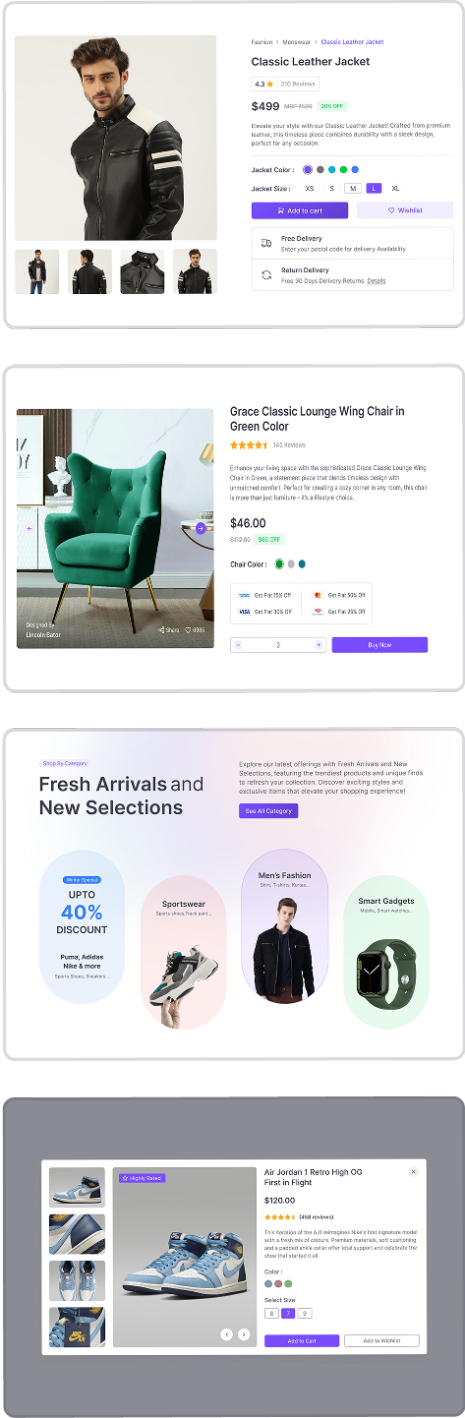 Fashion > Menswear > Classic Leather Jacket
Classic Leather Jacket
4.3 210 Reviews
$499 MRP $599 20% OFF
Elevate your style with our Classic Leather Jacket! Crafted from premium
leather, this timeless piece combines durability with a sleek design,
perfect for any occasion.
Jacket Color :
Jacket Size : XS S M L XL
Add to cart Wishlist
Free Delivery
Enter your postal code for delivery Availability
Return Delivery
Free 30 Days Delivery Returns. Details
Grace Classic Lounge Wing Chair in
Green Color
140 Reviews
Enhance your living space with the sophisticated Grace Classic Lounge Wing
Chair in Green, a statement piece that blends timeless design with
unmatched comfort. Perfect for creating a cozy corner in any room, this chair
is more than just furniture – it's a lifestyle choice.
$46.00
$112.00 $65 OFF
Chair Color :
Get Flat 15% Off Get Flat 50% Off
VISA Get Flat 30% Off Get Flat 25% Off
- 2 +
Buy Now
Designed by
Lincoln Gator
Share 6985
Shop By Category
Fresh Arrivals and
New Selections
Explore our latest offerings with Fresh Arrivals and New
Selections, featuring the trendiest products and unique finds
to refresh your collection. Discover exciting styles and
exclusive items that elevate your shopping experience!
See All Category
Winter Special
UPTO
40%
DISCOUNT
Puma, Adidas
Nike & more
Sports Shoes, Sneakers...
Sportswear
Sports shoes,Track pant...
Men's Fashion
Shirt, T-shirts, Kurtas...
Smart Gadgets
Mobile, Smart watches...
Highly Rated
Air Jordan 1 Retro High OG
First in Flight
$120.00
(450 reviews)
This iteration of the AJ1 reimagines Nike's first signature model
with a fresh mix of colours. Premium materials, soft cushioning
and a padded ankle collar offer total support and celebrate the
show that started it all.
Color :
Select Size
8 7 9
Add to Cart Add to Wishlist